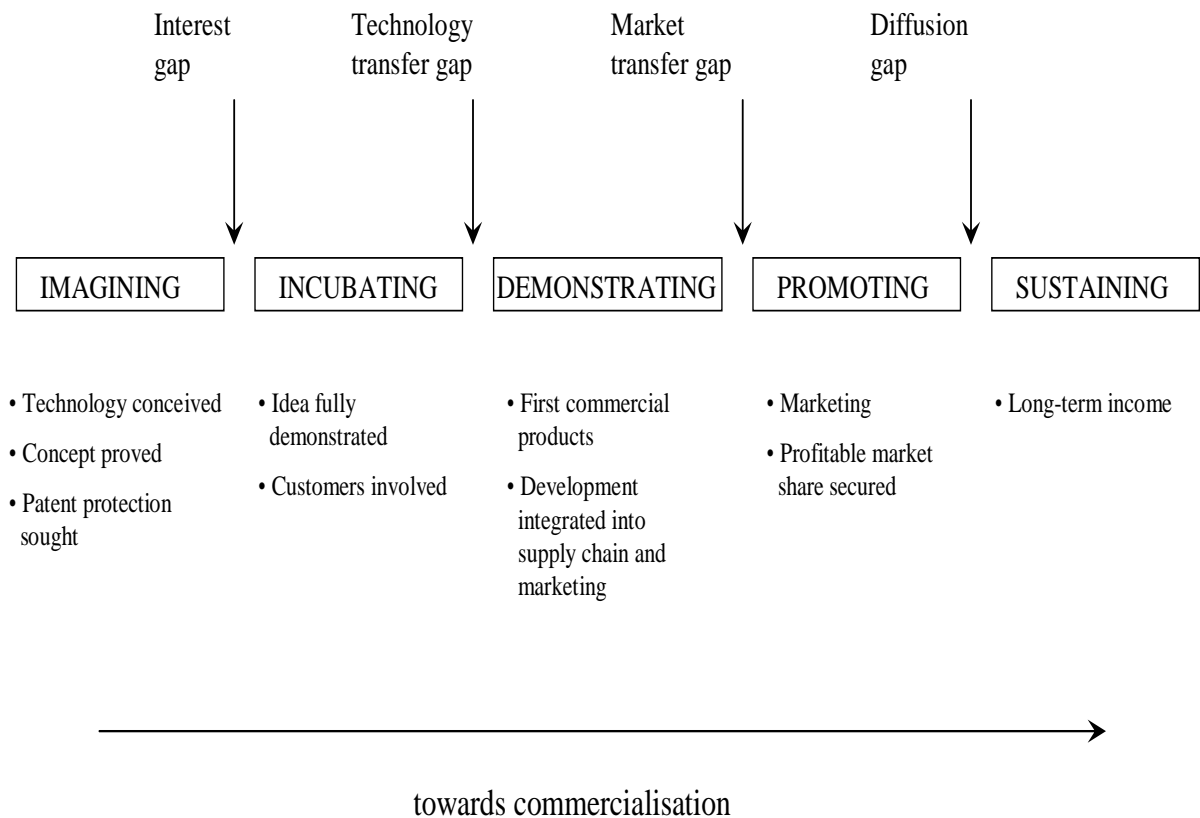 Interest
gap
Technology
transfer gap
Market
transfer gap
Diffusion
gap
IMAGINING
INCUBATING
DEMONSTRATING
PROMOTING
SUSTAINING
• Technology conceived
• Concept proved
• Patent protection
sought
• Idea fully
demonstrated
• Customers involved
• First commercial
products
• Development
integrated into
supply chain and
marketing
• Marketing
• Profitable market
share secured
• Long-term income
towards commercialisation